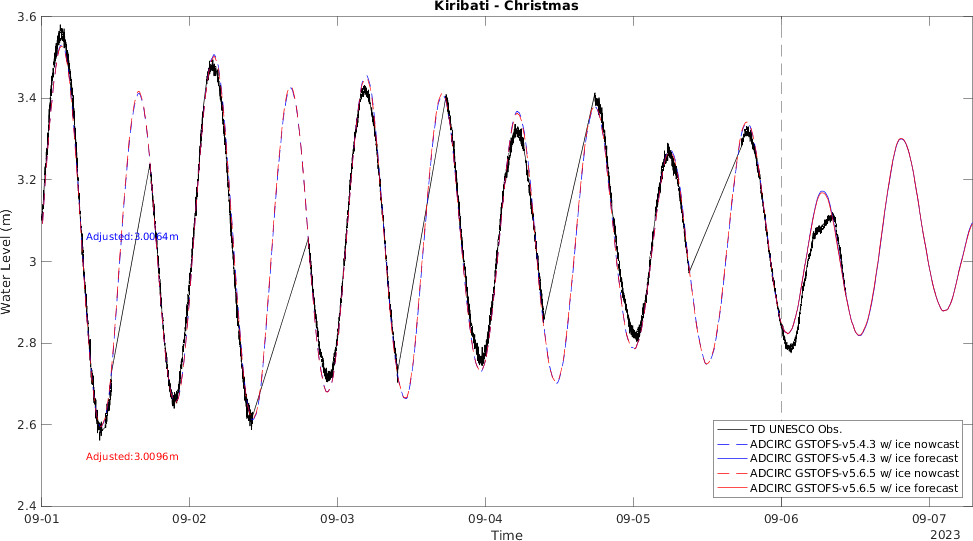 Kiribati - Christmas
Water Level (m)
3.6
3.4
3.2
3
2.8
2.6
2.4
Adjusted:3.0064m
Adjusted:3.0096m
TD UNESCO Obs.
ADCIRC GSTOFS-v5.4.3 w/ ice nowcast
ADCIRC GSTOFS-v5.4.3 w/ ice forecast
ADCIRC GSTOFS-v5.6.5 w/ ice nowcast
ADCIRC GSTOFS-v5.6.5 w/ ice forecast
09-01 09-02 09-03 09-04 09-05 09-06 09-07
Time
2023